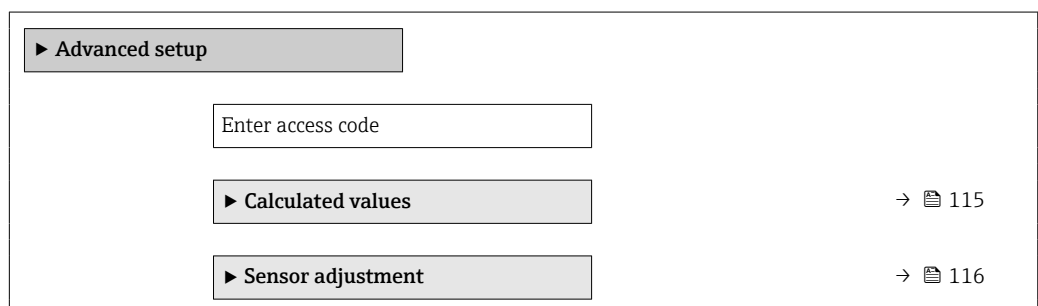 ▶ Advanced setup
Enter access code
▶ Calculated values → 🗎 115
▶ Sensor adjustment → 🗎 116